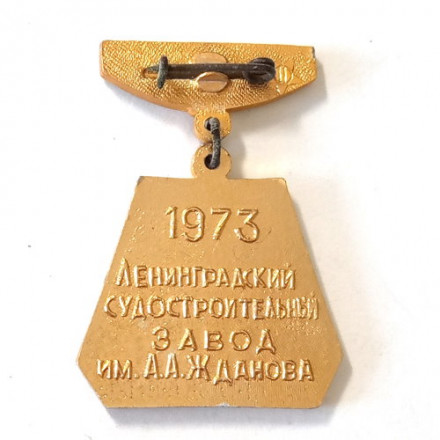 1973
ЛЕНИНГРАДСКИЙ
СУДОСТРОИТЕЛЬНЫЙ
ЗАВОД
ИМ. А.А.ЖДАНОВА